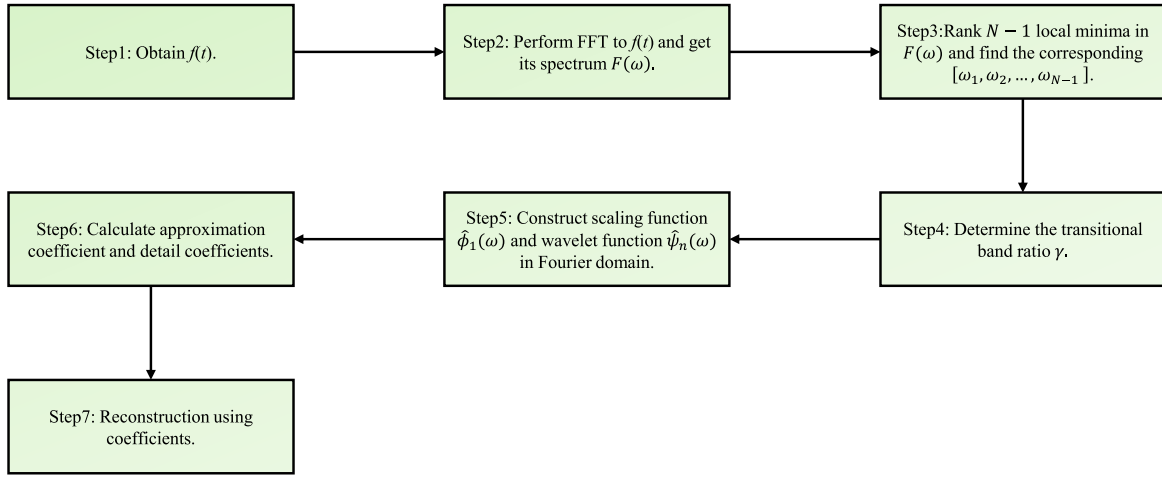 Step1: Obtain f(t).
Step2: Perform FFT to f(t) and get
its spectrum F(ω).
Step3:Rank N − 1 local minima in
F(ω) and find the corresponding
[ω₁, ω₂, … , ωN−1 ].
Step4: Determine the transitional
band ratio γ.
Step5: Construct scaling function
ϕ̂₁(ω) and wavelet function ψ̂ₙ(ω)
in Fourier domain.
Step6: Calculate approximation
coefficient and detail coefficients.
Step7: Reconstruction using
coefficients.